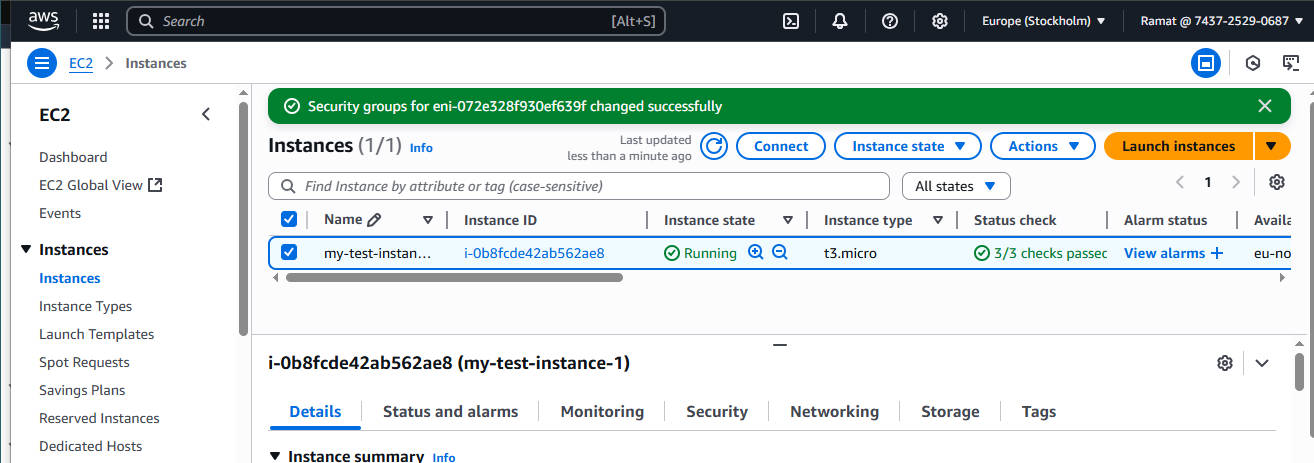 aws Search [Alt+S] Europe (Stockholm) Ramat @ 7437-2529-0687
EC2 > Instances
EC2
Dashboard
EC2 Global View
Events
Instances
Instances
Instance Types
Launch Templates
Spot Requests
Savings Plans
Reserved Instances
Dedicated Hosts
Security groups for eni-072e328f930ef639f changed successfully
Instances (1/1) Info
Last updated
less than a minute ago
Connect Instance state Actions Launch instances
Find Instance by attribute or tag (case-sensitive) All states 1
Name Instance ID Instance state Instance type Status check Alarm status Availa
my-test-instan... i-0b8fcde42ab562ae8 Running t3.micro 3/3 checks passec View alarms + eu-no
i-0b8fcde42ab562ae8 (my-test-instance-1)
Details Status and alarms Monitoring Security Networking Storage Tags
Instance summary Info